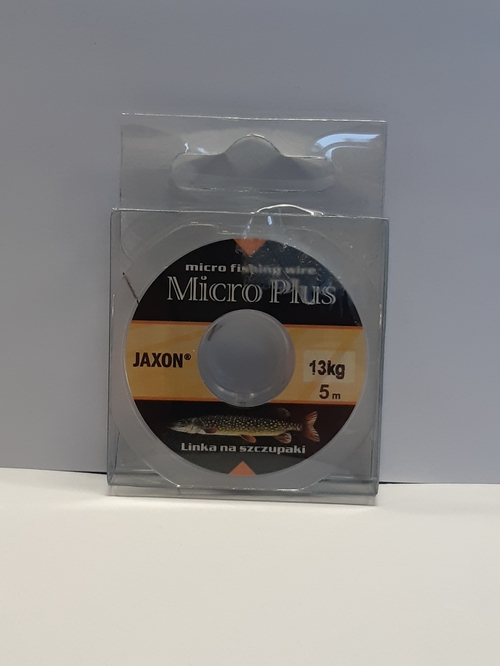 micro fishing wire
Micro Plus
JAXON®
13kg
5 m
Linka na szczupaki